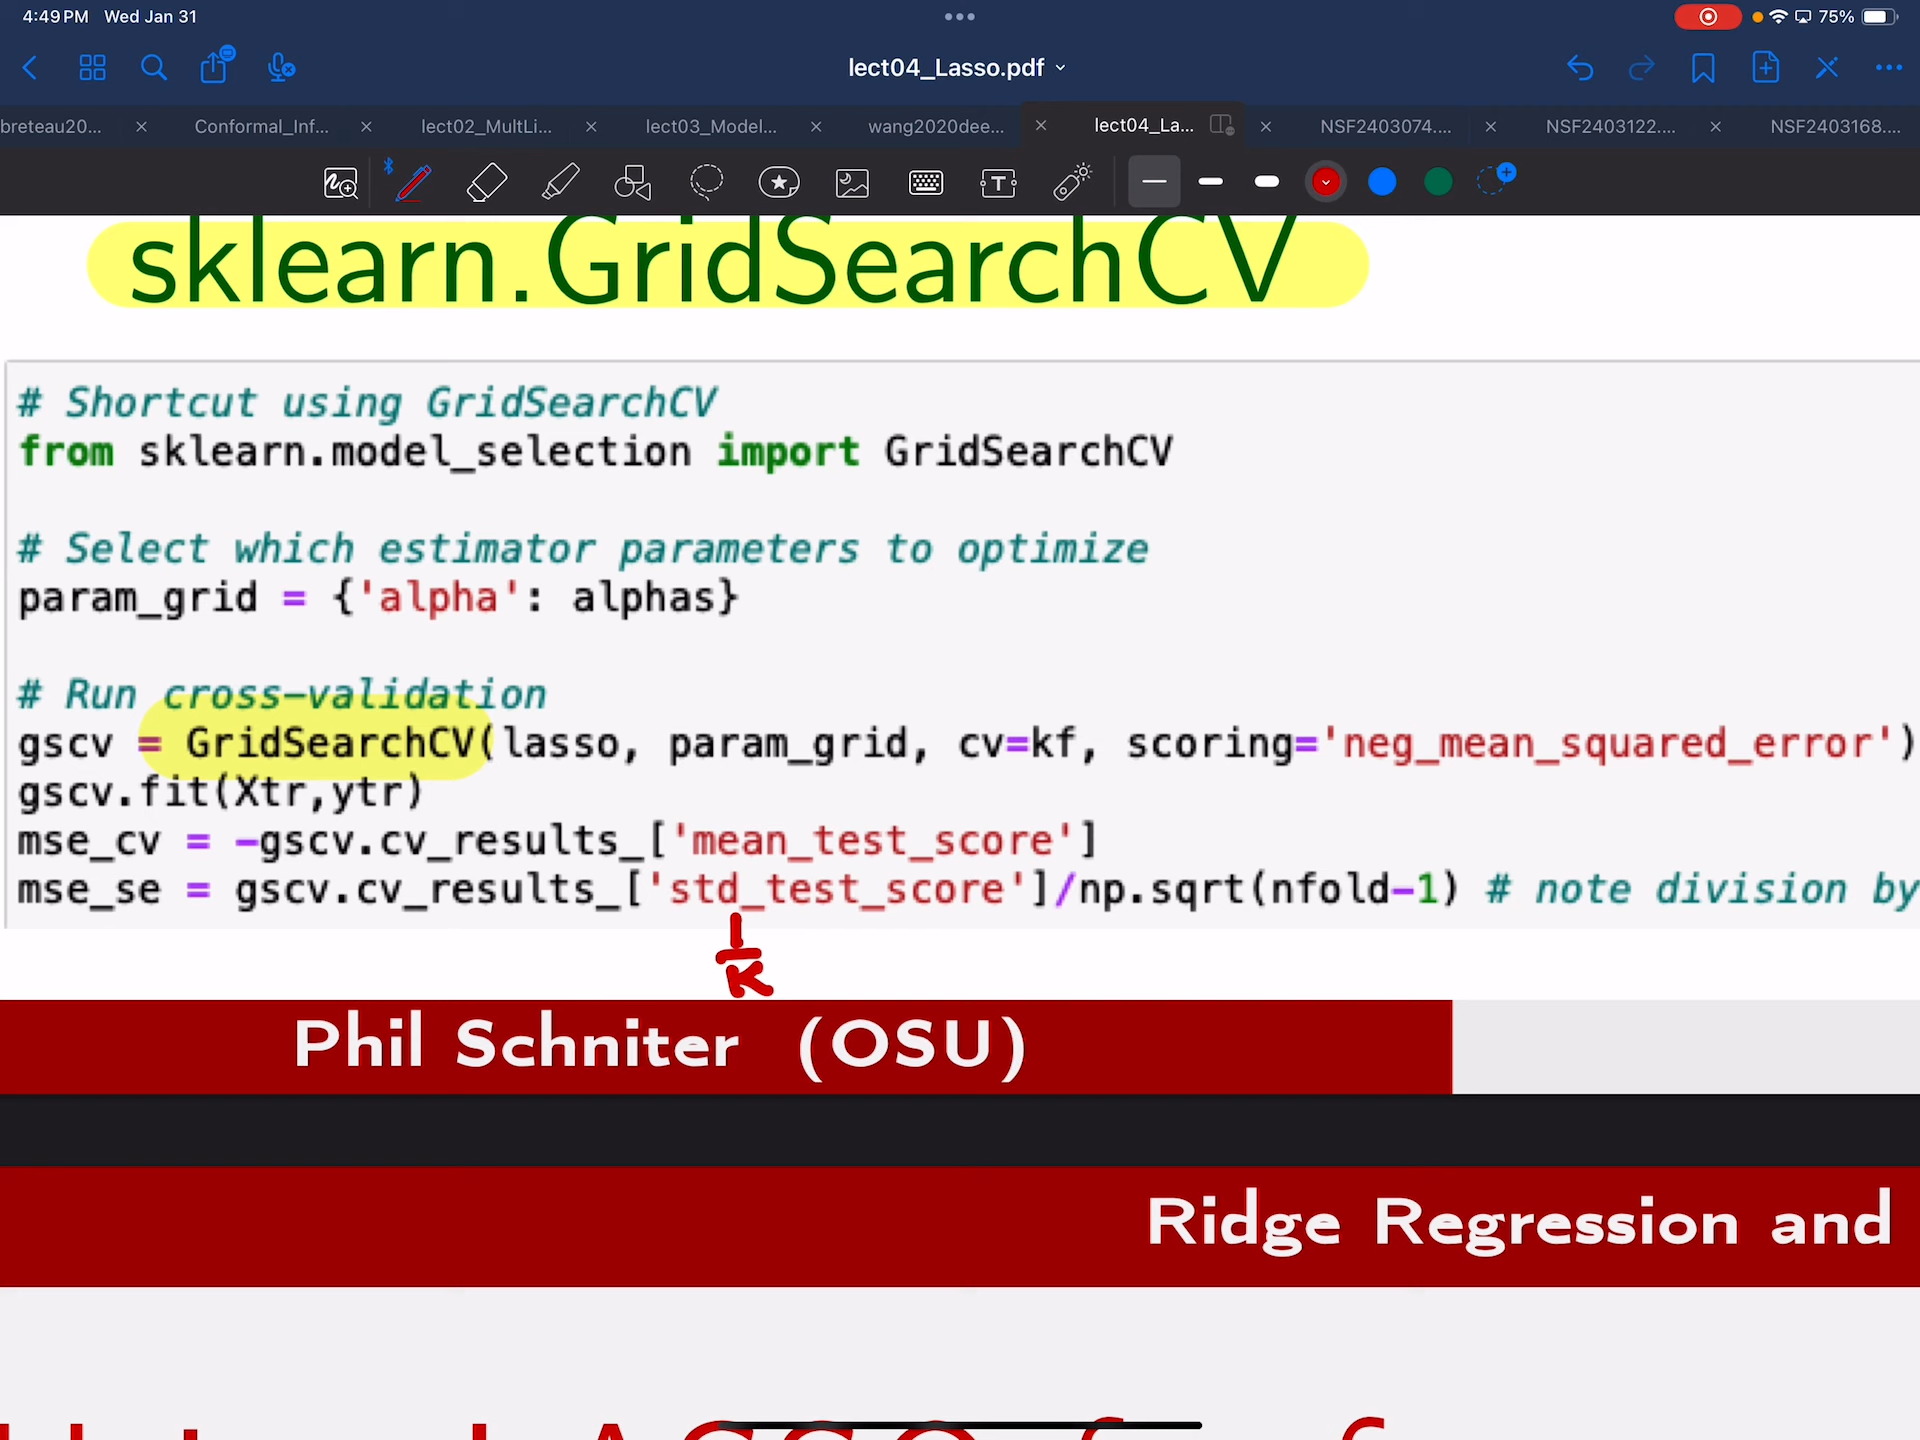 4:49 PM Wed Jan 31
75%
lect04_Lasso.pdf
breteau20...
Conformal_Inf...
lect02_MultLi...
lect03_Model...
wang2020dee...
lect04_La...
NSF2403074....
NSF2403122....
NSF2403168....
sklearn.GridSearchCV
# Shortcut using GridSearchCV
from sklearn.model_selection import GridSearchCV
# Select which estimator parameters to optimize
param_grid = {'alpha': alphas}
# Run cross-validation
gscv = GridSearchCV(lasso, param_grid, cv=kf, scoring='neg_mean_squared_error')
gscv.fit(Xtr,ytr)
mse_cv = -gscv.cv_results_['mean_test_score']
mse_se = gscv.cv_results_['std_test_score']/np.sqrt(nfold-1) # note division by
Phil Schniter (OSU)
Ridge Regression and